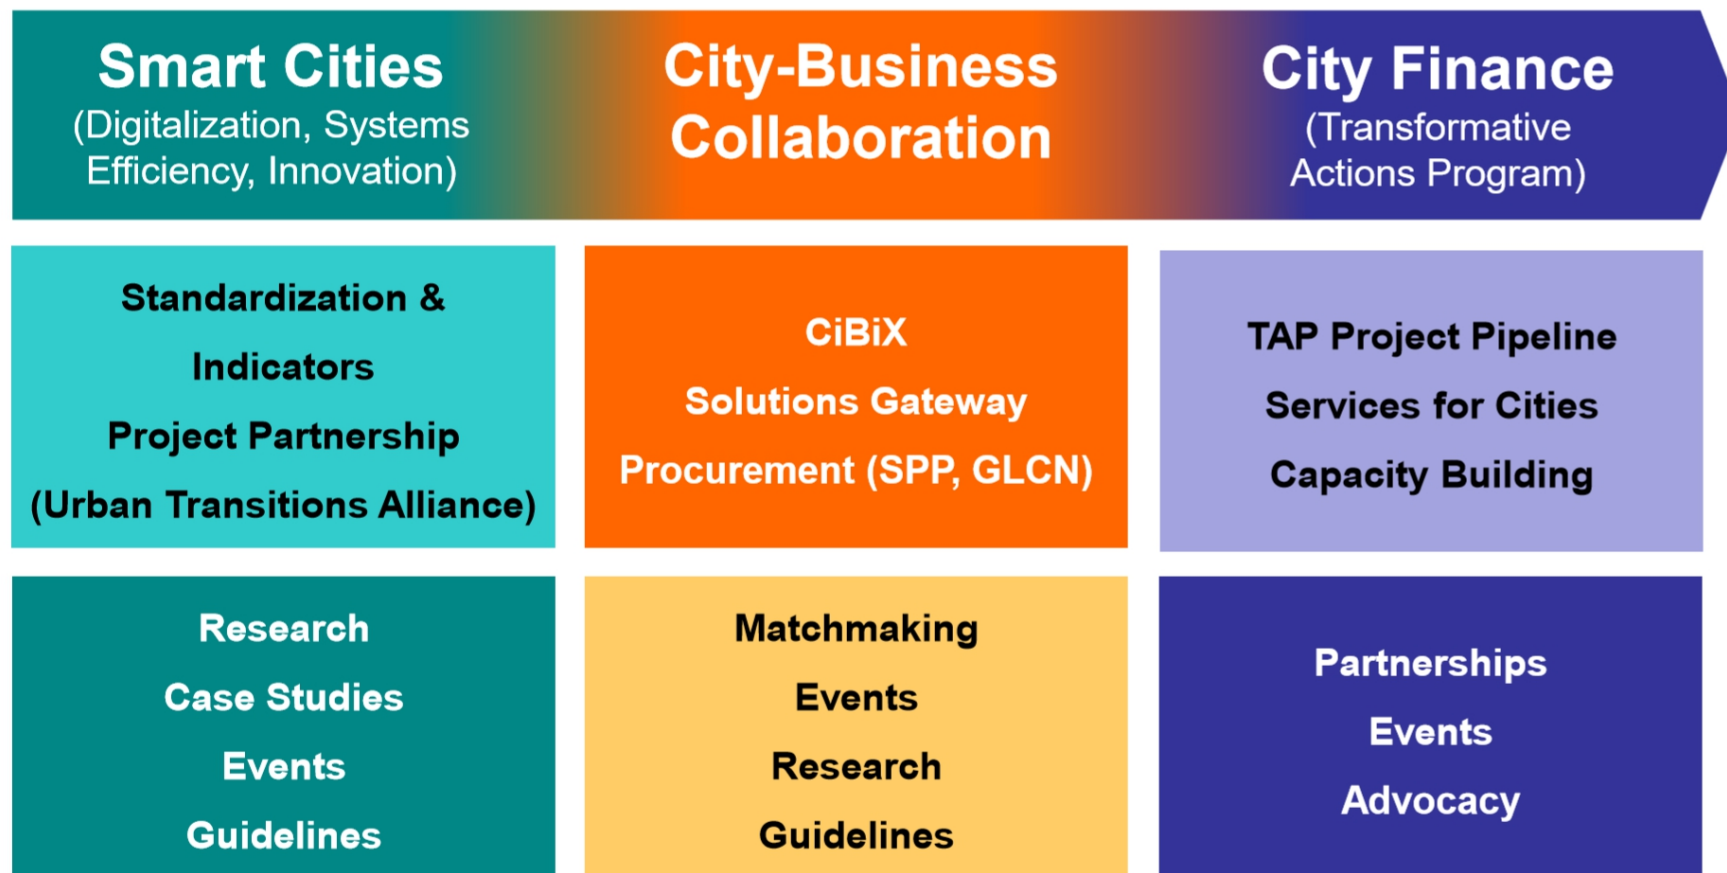 Smart Cities
(Digitalization, Systems
Efficiency, Innovation)
City-Business
Collaboration
City Finance
(Transformative
Actions Program)
Standardization &
Indicators
Project Partnership
(Urban Transitions Alliance)
CiBiX
Solutions Gateway
Procurement (SPP, GLCN)
TAP Project Pipeline
Services for Cities
Capacity Building
Research
Case Studies
Events
Guidelines
Matchmaking
Events
Research
Guidelines
Partnerships
Events
Advocacy